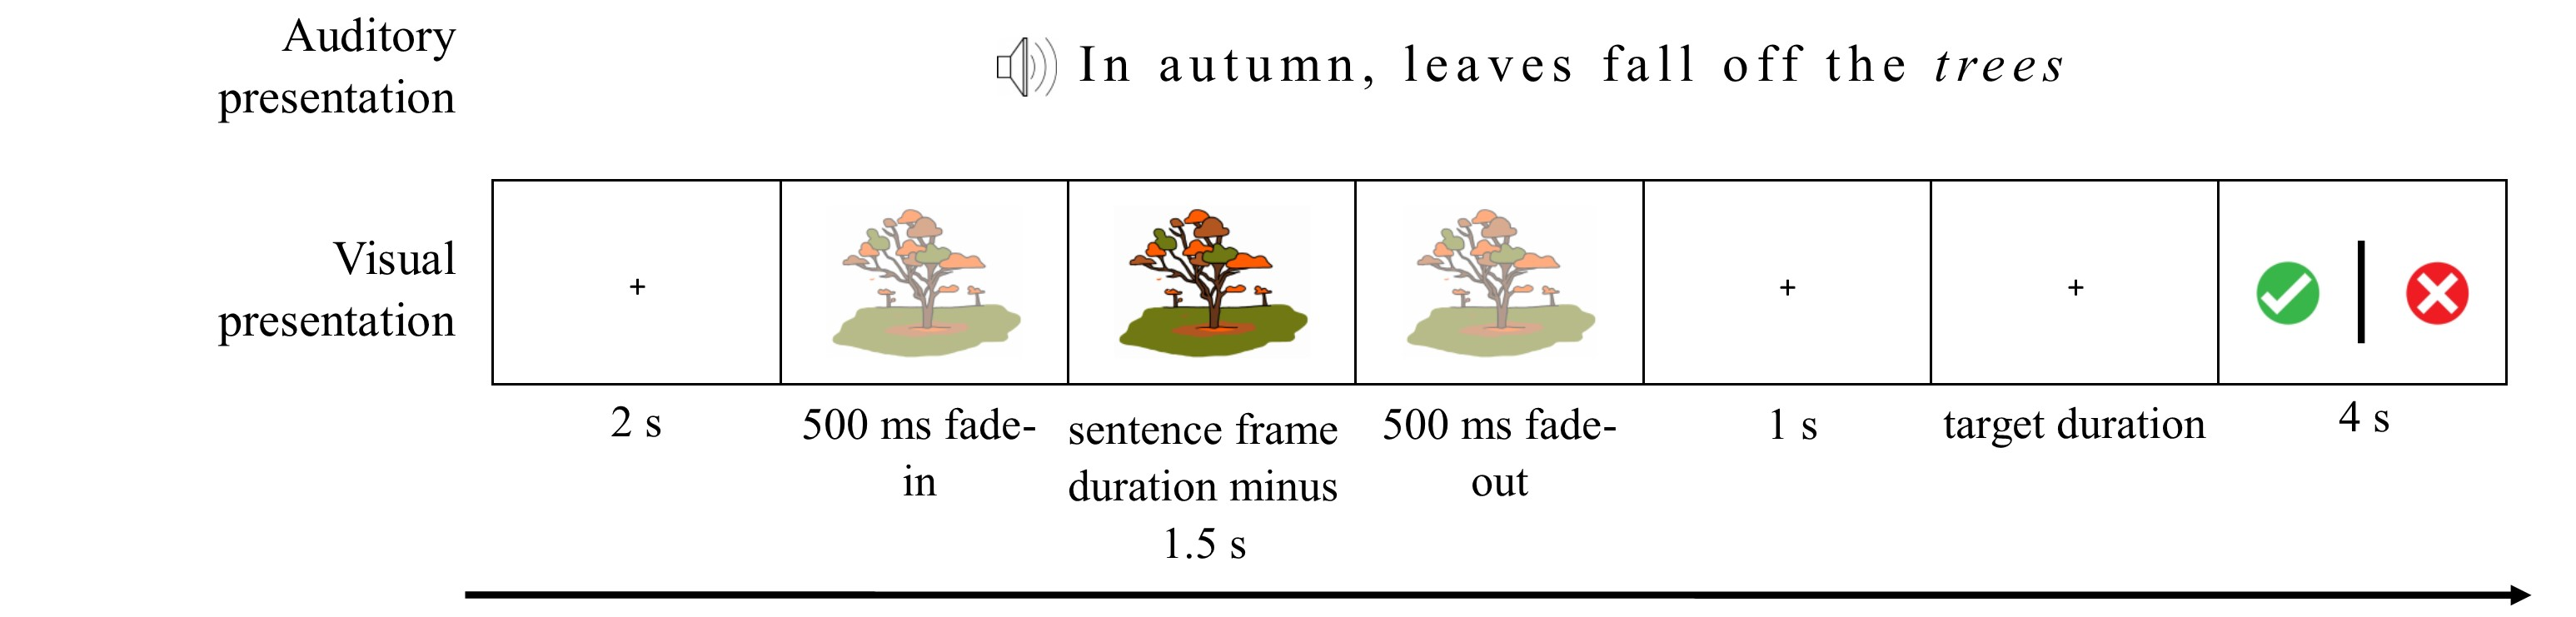 Auditory
presentation
In autumn, leaves fall off the trees
Visual
presentation
+
+
+
2 s
500 ms fade-
in
sentence frame
duration minus
1.5 s
500 ms fade-
out
1 s
target duration
4 s